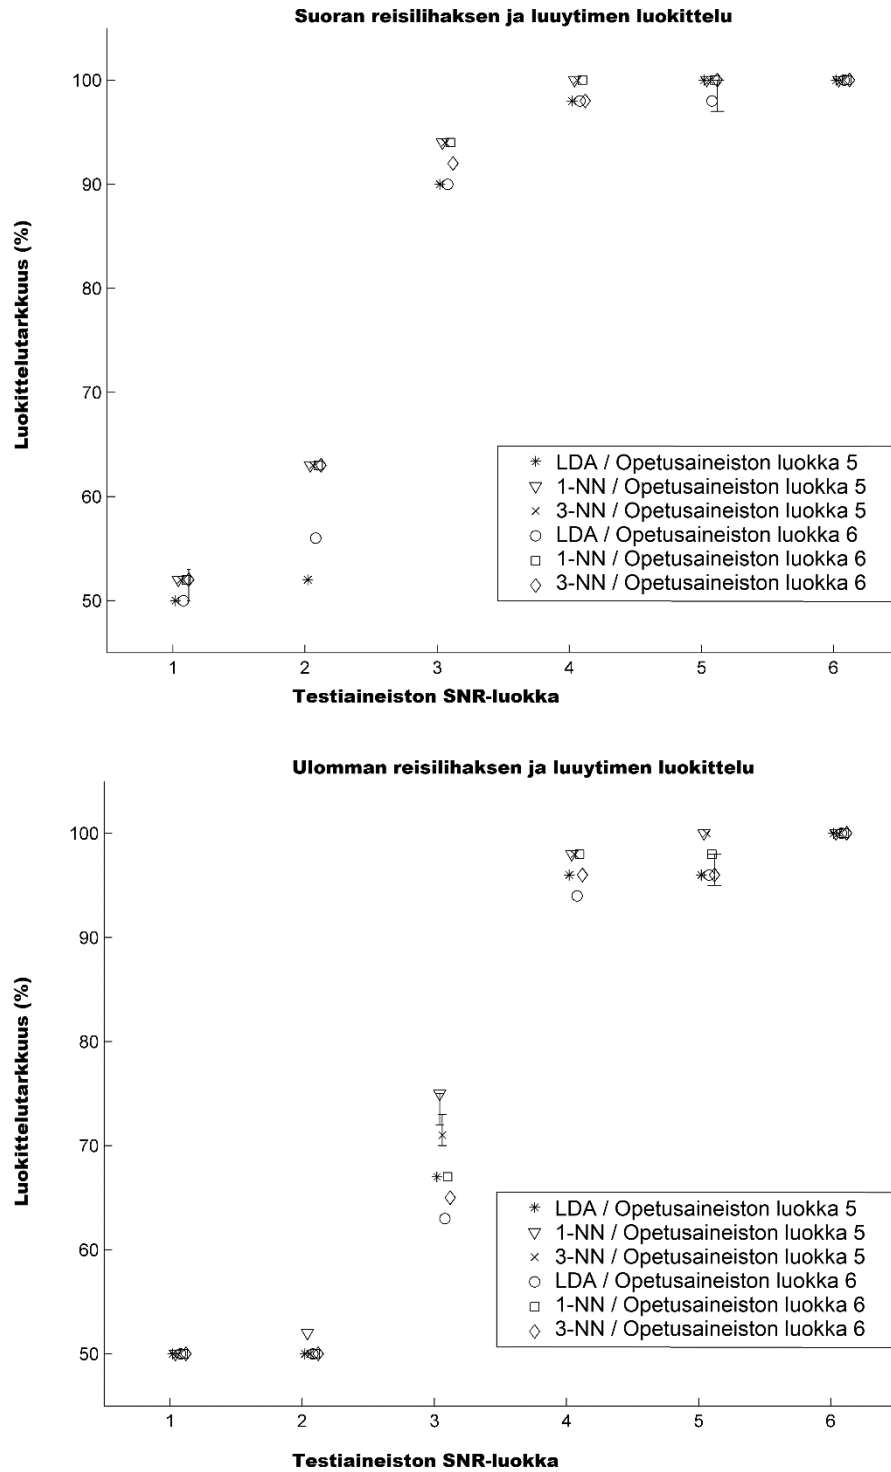 Suoran reisilihaksen ja luuytimen luokittelu
Luokittelutarkkuus (%)
100
90
80
70
60
50
LDA / Opetusaineiston luokka 5
1-NN / Opetusaineiston luokka 5
3-NN / Opetusaineiston luokka 5
LDA / Opetusaineiston luokka 6
1-NN / Opetusaineiston luokka 6
3-NN / Opetusaineiston luokka 6
1 2 3 4 5 6
Testiaineiston SNR-luokka
Ulomman reisilihaksen ja luuytimen luokittelu
Luokittelutarkkuus (%)
100
90
80
70
60
50
LDA / Opetusaineiston luokka 5
1-NN / Opetusaineiston luokka 5
3-NN / Opetusaineiston luokka 5
LDA / Opetusaineiston luokka 6
1-NN / Opetusaineiston luokka 6
3-NN / Opetusaineiston luokka 6
1 2 3 4 5 6
Testiaineiston SNR-luokka